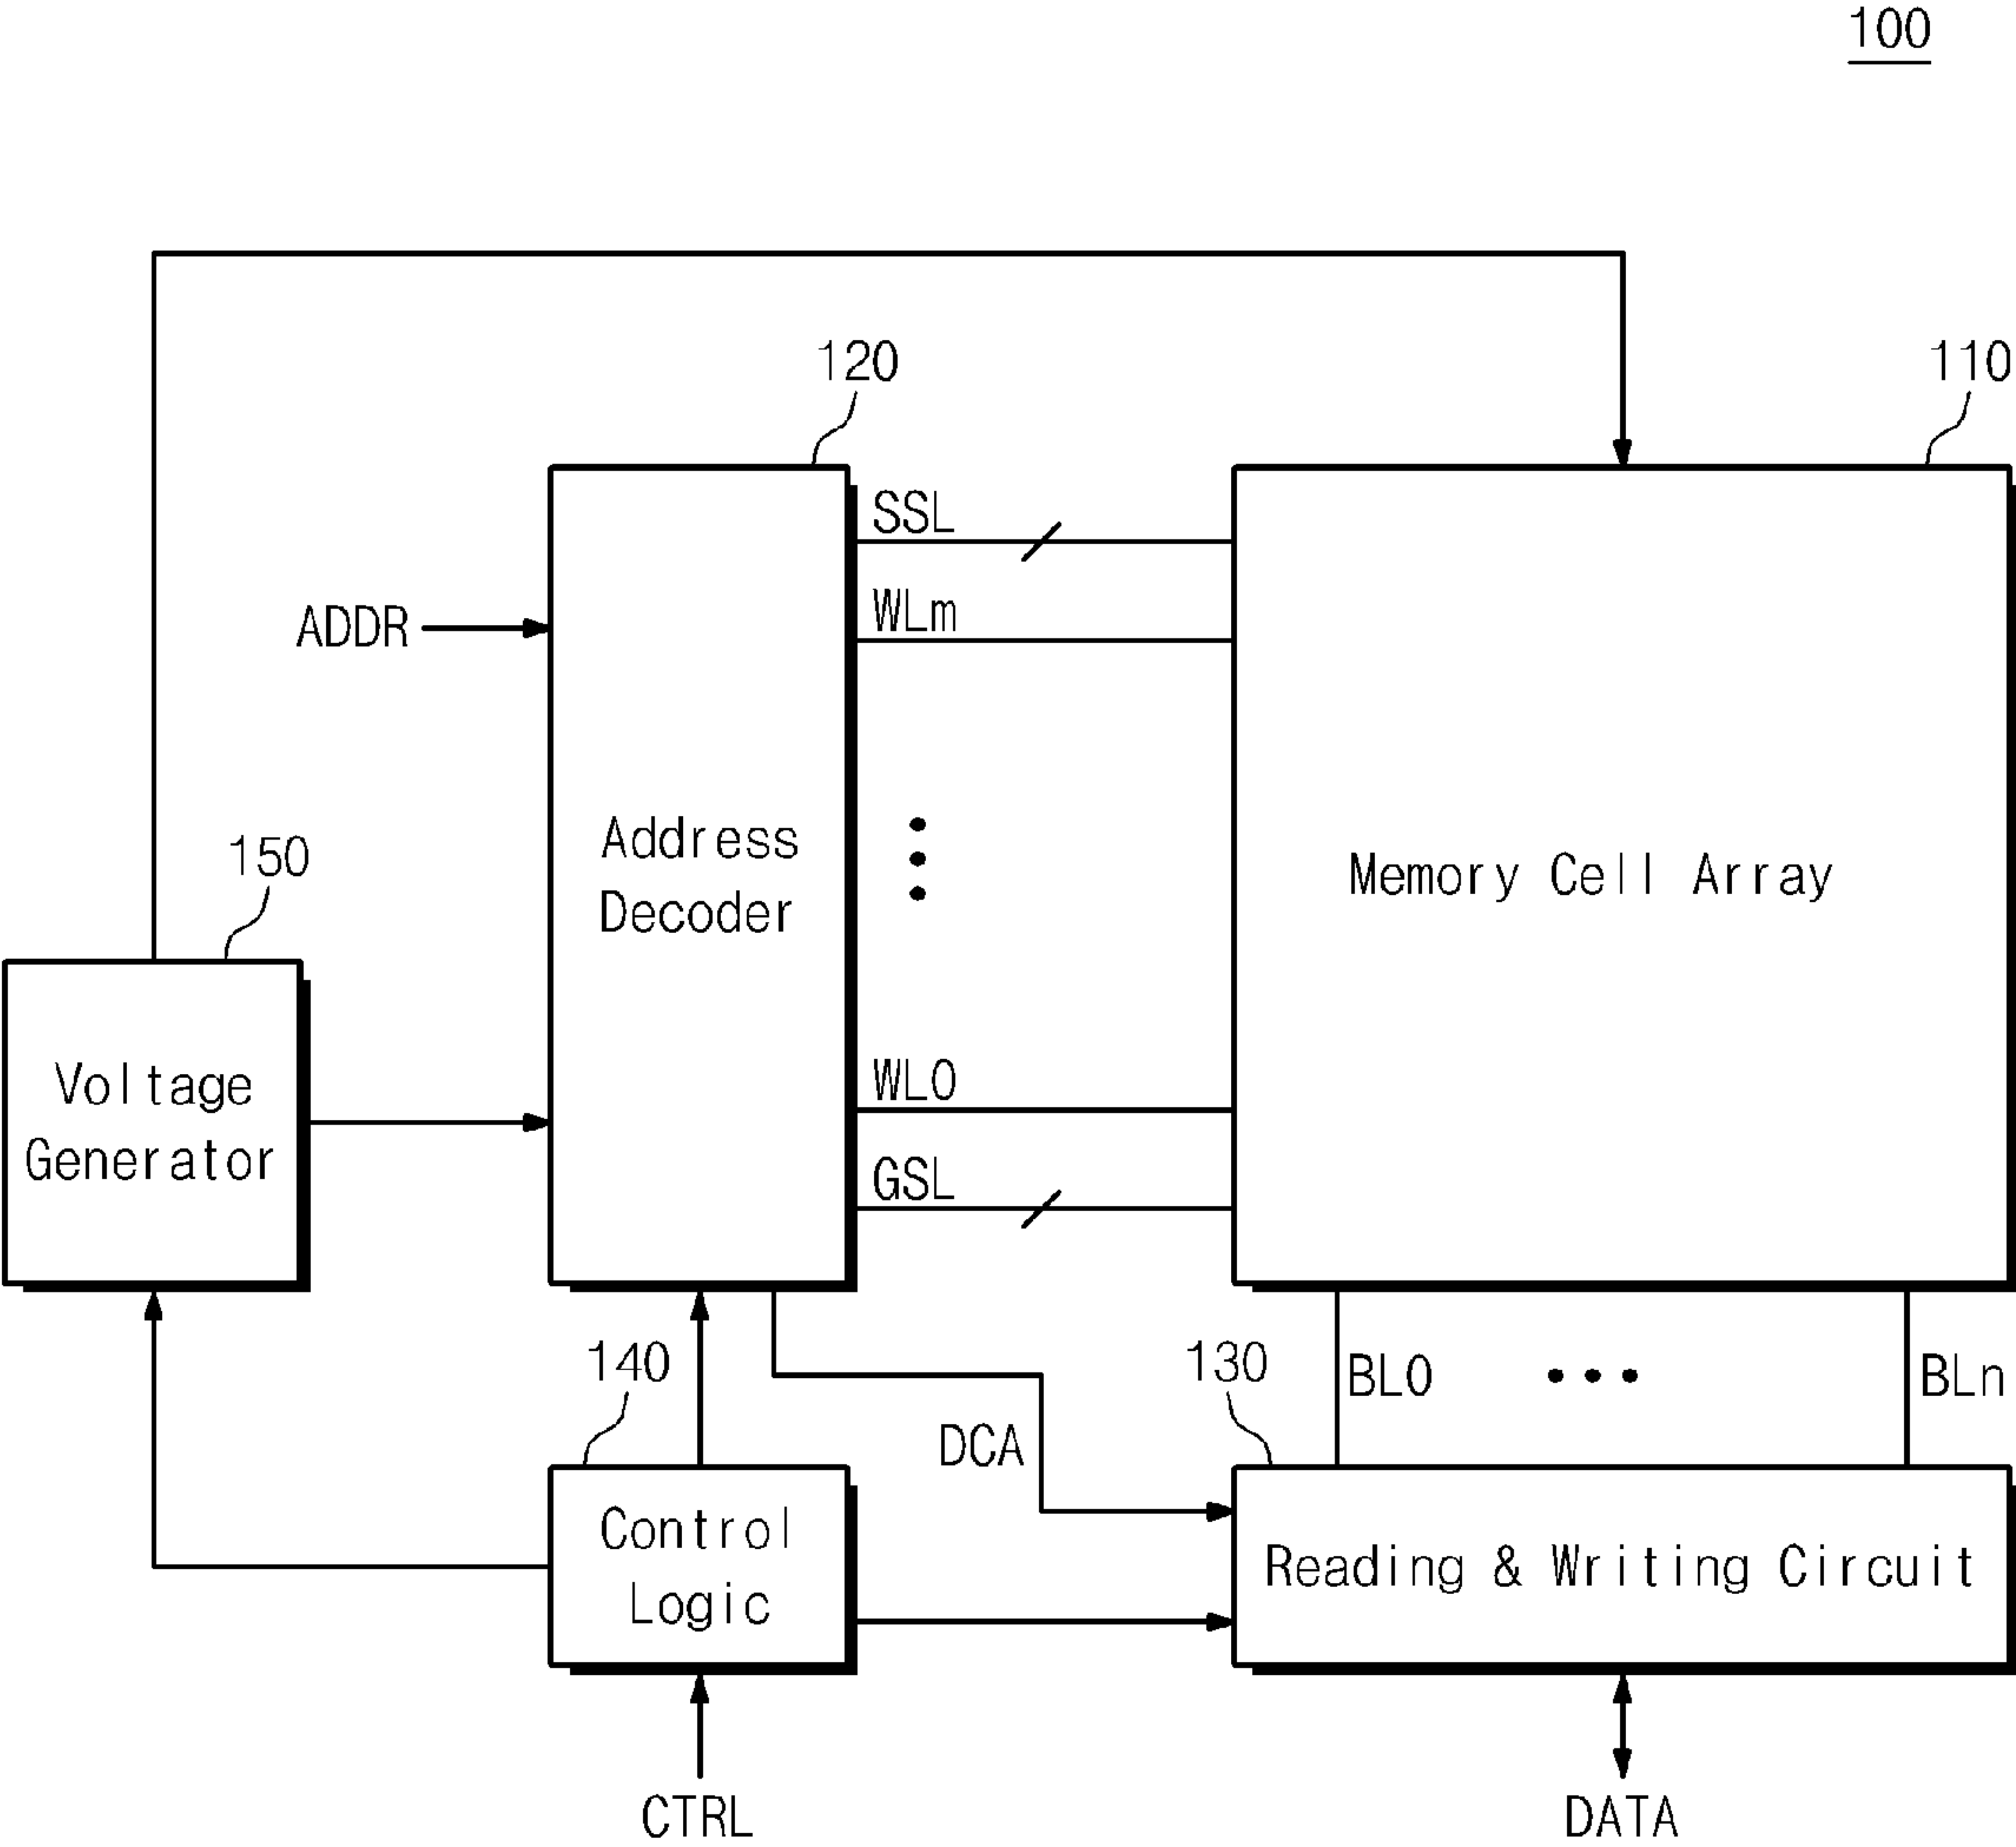 100
120
110
SSL
WLm
ADDR
150
Address
Decoder
Memory Cell Array
Voltage
Generator
WL0
GSL
140
130
BL0
BLn
DCA
Control
Logic
Reading & Writing Circuit
CTRL
DATA